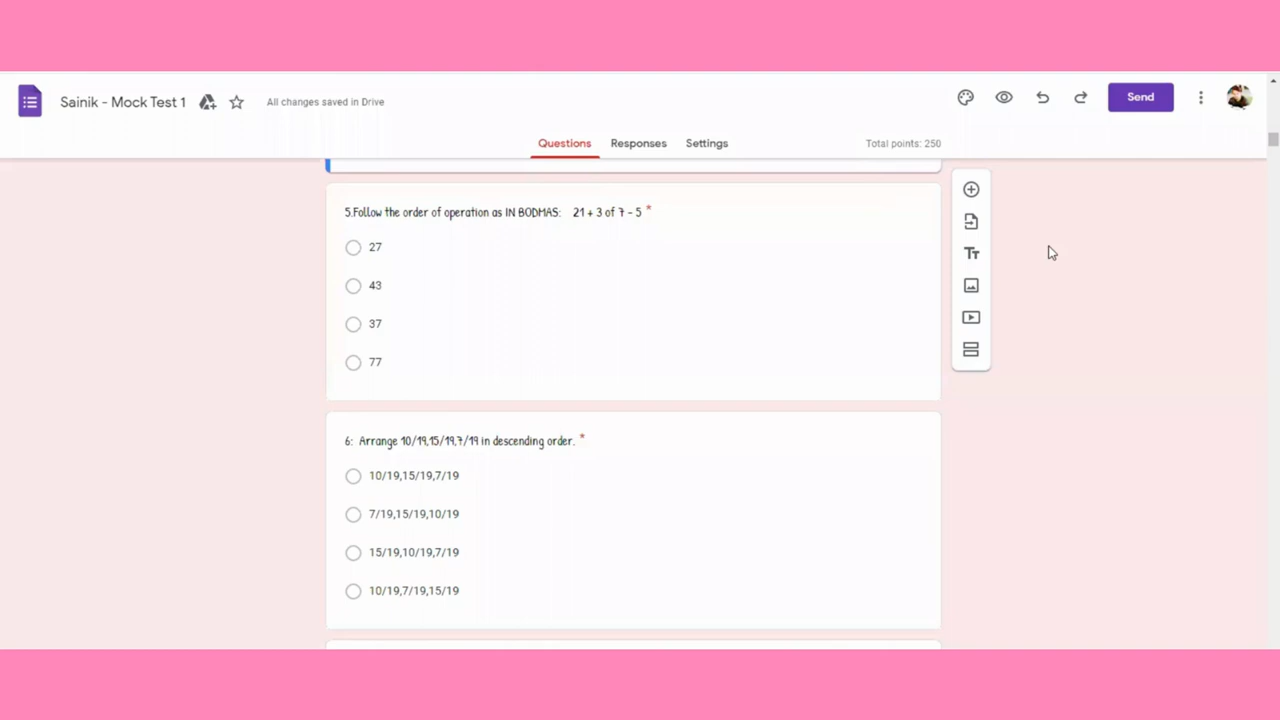 Sainik - Mock Test 1
All changes saved in Drive
Send
Questions
Responses
Settings
Total points: 250
5.Follow the order of operation as IN BODMAS: 21 + 3 of 7 - 5 *
27
43
37
77
Tт
6: Arrange 10/19,15/19,7/19 in descending order. *
10/19,15/19,7/19
7/19,15/19,10/19
15/19,10/19,7/19
10/19,7/19,15/19